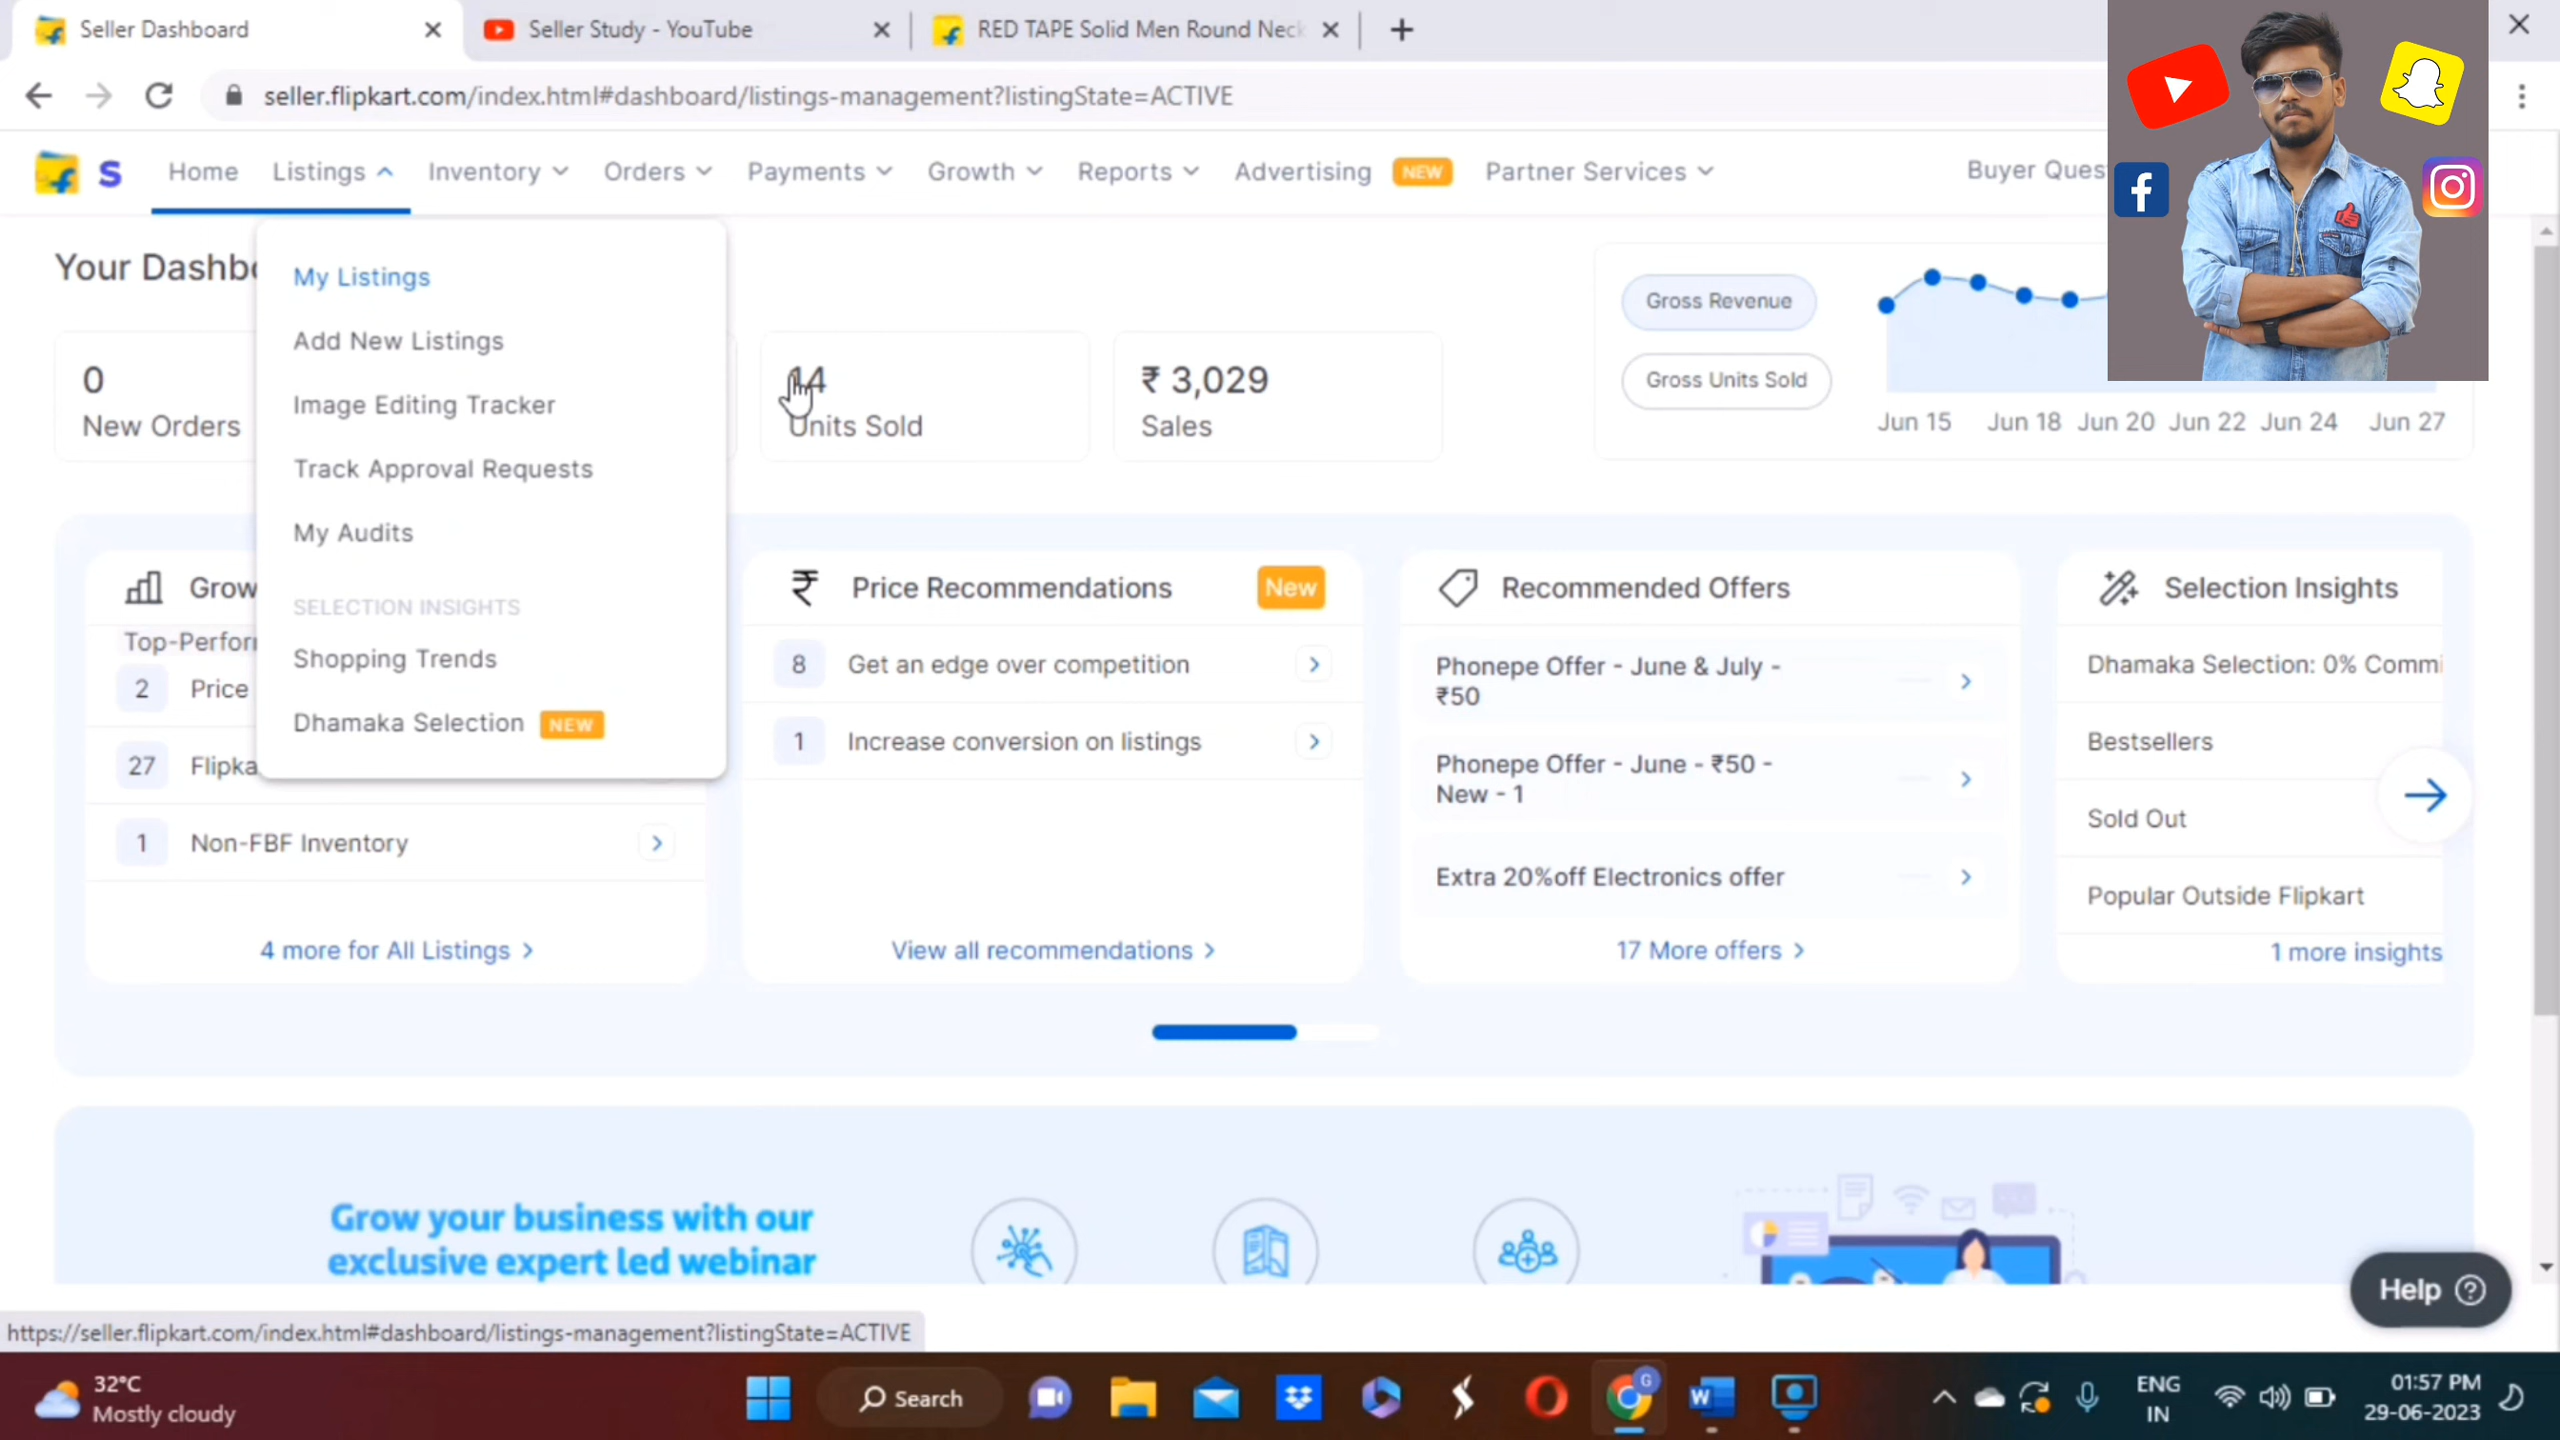 Seller Dashboard
Seller Study - YouTube
RED TAPE Solid Men Round Neck
seller.flipkart.com/index.html#dashboard/listings-management?listingState=ACTIVE
S Home Listings Inventory Orders Payments Growth Reports Advertising NEW Partner Services
Buyer Ques
Your Dashb
0
New Orders
My Listings
Add New Listings
Image Editing Tracker
Track Approval Requests
My Audits
SELECTION INSIGHTS
Shopping Trends
Dhamaka Selection NEW
14
Units Sold
₹ 3,029
Sales
Gross Revenue
Gross Units Sold
Jun 15 Jun 18 Jun 20 Jun 22 Jun 24 Jun 27
Grow
Top-Perfor
2 Price
27 Flipka
1 Non-FBF Inventory
4 more for All Listings
Price Recommendations New
8 Get an edge over competition
1 Increase conversion on listings
View all recommendations
Recommended Offers
Phonepe Offer - June & July -
₹50
Phonepe Offer - June - ₹50 -
New - 1
Extra 20%off Electronics offer
17 More offers
Selection Insights
Dhamaka Selection: 0% Commi
Bestsellers
Sold Out
Popular Outside Flipkart
1 more insights
Grow your business with our
exclusive expert led webinar
Help
https://seller.flipkart.com/index.html#dashboard/listings-management?listingState=ACTIVE
32°C
Mostly cloudy
Search
G
ENG
IN
01:57 PM
29-06-2023